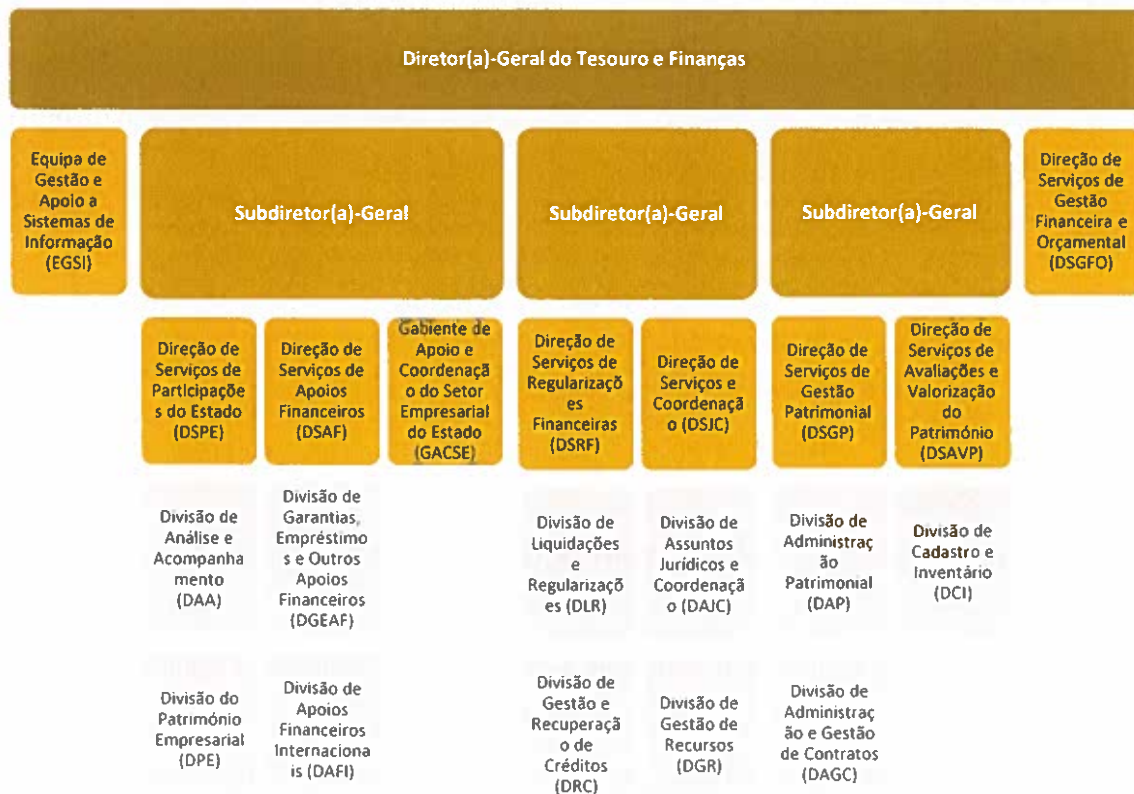 Diretor(a)-Geral do Tesouro e Finanças
Equipa de
Gestão e
Apoio a
Sistemas de
Informação
(EGSI)
Subdiretor(a)-Geral
Subdiretor(a)-Geral
Subdiretor(a)-Geral
Direção de
Serviços de
Gestão
Financeira e
Orçamental
(DSGFO)
Direção de
Serviços de
Participaçõe
s do Estado
(DSPE)
Direção de
Serviços de
Apoios
Financeiros
(DSAF)
Gabiente de
Apoio e
Coordenaçã
o do Setor
Empresarial
do Estado
(GACSE)
Direção de
Serviços de
Regularizaçõ
es
Financeiras
(DSRF)
Direção de
Serviços e
Coordenaçã
o (DSJC)
Direção de
Serviços de
Gestão
Patrimonial
(DSGP)
Direção de
Serviços de
Avaliações e
Valorização
do
Património
(DSAVP)
Divisão de
Análise e
Acompanha
mento
(DAA)
Divisão de
Garantias,
Empréstimo
s e Outros
Apoios
Financeiros
(DGEAF)
Divisão de
Liquidações
e
Regularizaçõ
es (DLR)
Divisão de
Assuntos
Jurídicos e
Coordenaçã
o (DAJC)
Divisão de
Administraç
ão
Patrimonial
(DAP)
Divisão de
Cadastro e
Inventário
(DCI)
Divisão do
Património
Empresarial
(DPE)
Divisão de
Apoios
Financeiros
Internaciona
is (DAFI)
Divisão de
Gestão e
Recuperaçã
o de
Créditos
(DRC)
Divisão de
Gestão de
Recursos
(DGR)
Divisão de
Administraç
ão e Gestão
de Contratos
(DAGC)